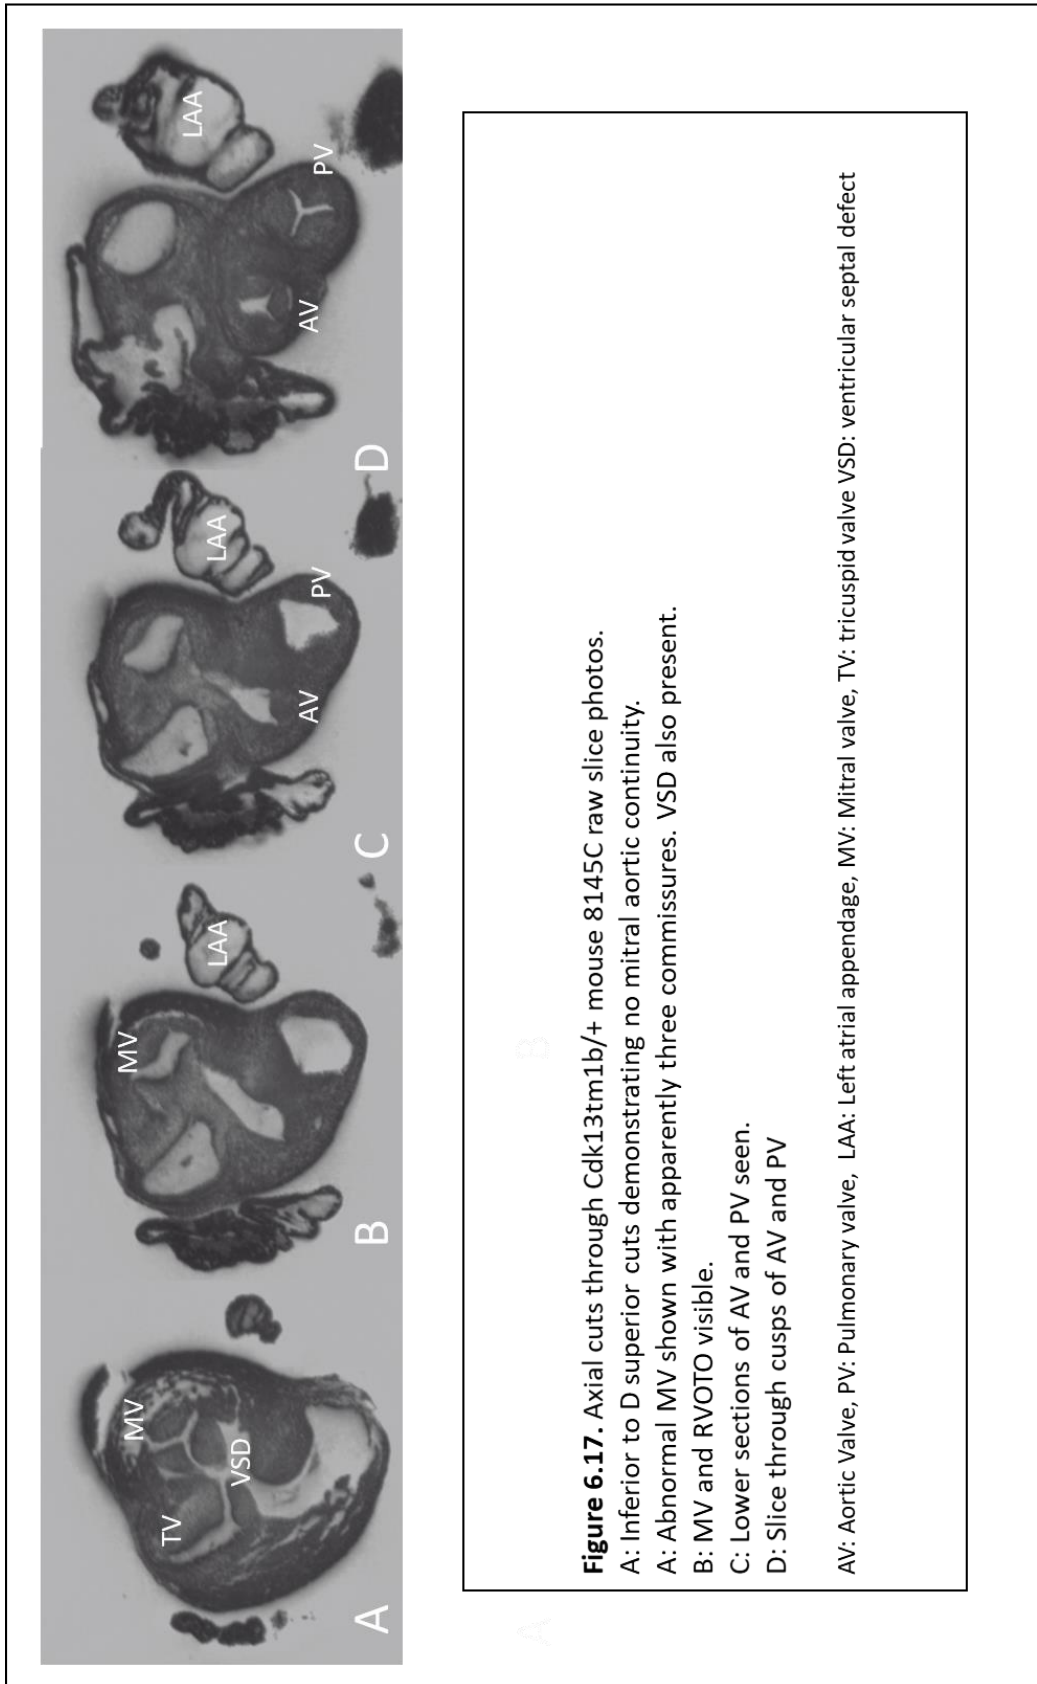 A
TV
MV
VSD
B
MV
LAA
C
AV
PV
LAA
D
AV
PV
LAA
A
B
Figure 6.17. Axial cuts through Cdk13tm1b/+ mouse 8145C raw slice photos.
A: Inferior to D superior cuts demonstrating no mitral aortic continuity.
A: Abnormal MV shown with apparently three commissures. VSD also present.
B: MV and RVOTO visible.
C: Lower sections of AV and PV seen.
D: Slice through cusps of AV and PV
AV: Aortic Valve, PV: Pulmonary valve, LAA: Left atrial appendage, MV: Mitral valve, TV: tricuspid valve VSD: ventricular septal defect